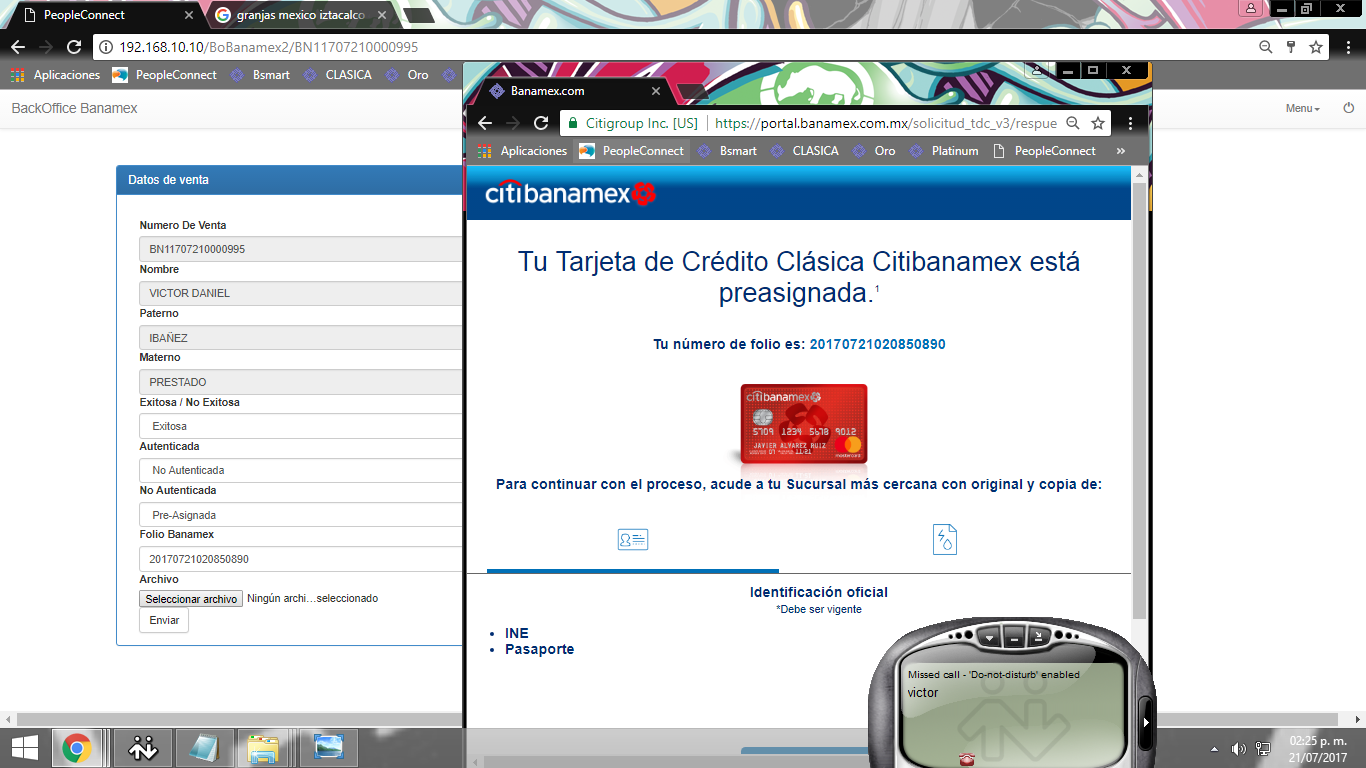 PeopleConnect
granjas mexico iztacalco
192.168.10.10/BoBanamex2/BN11707210000995
Aplicaciones PeopleConnect Bsmart CLASICA Oro
BackOffice Banamex
Menu
Datos de venta
Numero De Venta
BN11707210000995
Nombre
VICTOR DANIEL
Paterno
IBAÑEZ
Materno
PRESTADO
Exitosa / No Exitosa
Exitosa
Autenticada
No Autenticada
No Autenticada
Pre-Asignada
Folio Banamex
20170721020850890
Archivo
Seleccionar archivo Ningún archi...seleccionado
Enviar
Banamex.com
Citigroup Inc. [US] https://portal.banamex.com.mx/solicitud_tdc_v3/respue
Aplicaciones PeopleConnect Bsmart CLASICA Oro Platinum PeopleConnect »
citibanamex
Tu Tarjeta de Crédito Clásica Citibanamex está
preasignada.1
Tu número de folio es: 20170721020850890
citibanamex
5709 1234 5678 9012
JAVIER ALVAREZ RUIZ
07 11-21
mastercard
Para continuar con el proceso, acude a tu Sucursal más cercana con original y copia de:
Identificación oficial
*Debe ser vigente
• INE
• Pasaporte
Missed call - 'Do-not-disturb' enabled
victor
02:25 p. m.
21/07/2017